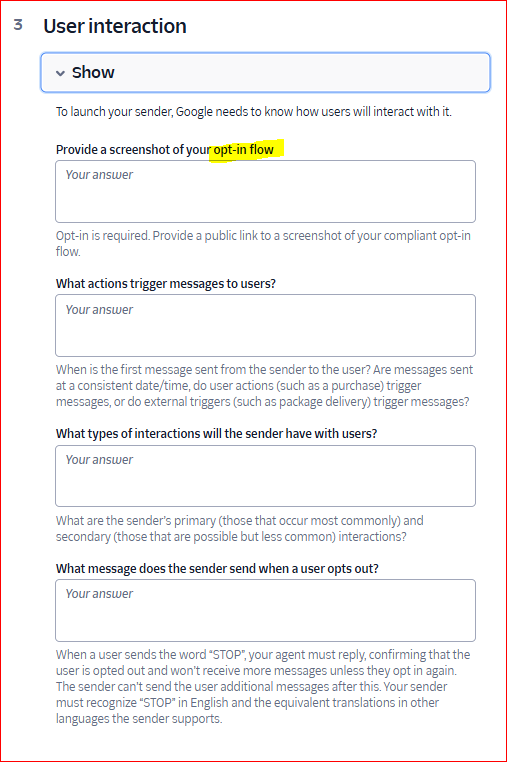 3 User interaction
Show
To launch your sender, Google needs to know how users will interact with it.
Provide a screenshot of your opt-in flow
Your answer
Opt-in is required. Provide a public link to a screenshot of your compliant opt-in
flow.
What actions trigger messages to users?
Your answer
When is the first message sent from the sender to the user? Are messages sent
at a consistent date/time, do user actions (such as a purchase) trigger
messages, or do external triggers (such as package delivery) trigger messages?
What types of interactions will the sender have with users?
Your answer
What are the sender's primary (those that occur most commonly) and
secondary (those that are possible but less common) interactions?
What message does the sender send when a user opts out?
Your answer
When a user sends the word “STOP”, your agent must reply, confirming that the
user is opted out and won’t receive more messages unless they opt in again.
The sender can’t send the user additional messages after this. Your sender
must recognize “STOP” in English and the equivalent translations in other
languages the sender supports.